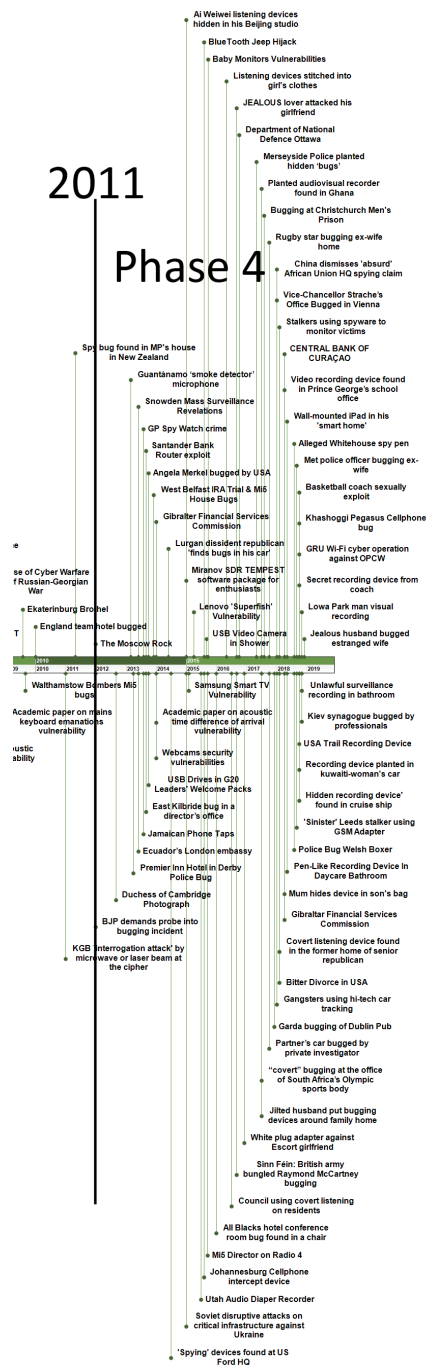 Ai Weiwei listening devices
hidden in his Beijing studio
BlueTooth Jeep Hijack
Baby Monitors Vulnerabilities
Listening devices stitched into
girl's clothes
JEALOUS lover attacked his
girlfriend
Department of National
Defence Ottawa
Merseyside Police planted
hidden 'bugs'
2011
Planted audiovisual recorder
found in Ghana
Bugging at Christchurch Men's
Prison
Rugby star bugging ex-wife
home
Phase 4
China dismisses 'absurd'
African Union HQ spying claim
Vice-Chancellor Strache's
Office Bugged in Vienna
Stalkers using spyware to
monitor victims
Spy bug found in MP's house
in New Zealand
CENTRAL BANK OF
CURAÇAO
Guantánamo 'smoke detector'
microphone
Video recording device found
in Prince George's school
office
Snowden Mass Surveillance
Revelations
Wall-mounted iPad in his
'smart home'
GP Spy Watch crime
Alleged Whitehouse spy pen
Santander Bank
Router exploit
Met police officer bugging ex-
wife
Angela Merkel bugged by USA
West Belfast IRA Trial & Mi5
House Bugs
Basketball coach sexually
exploit
Gibralter Financial Services
Commission
Khashoggi Pegasus Cellphone
bug
Lurgan dissident republican
'finds bugs in his car'
GRU Wi-Fi cyber operation
against OPCW
se of Cyber Warfare
f Russian-Georgian
War
Miranov SDR TEMPEST
software package for
enthusiasts
Secret recording device from
coach
Ekaterinburg Brothel
Lenovo 'Superfish'
Vulnerability
Lowa Park man visual
recording
England team hotel bugged
The Moscow Rock
USB Video Camera
in Shower
Jealous husband bugged
estranged wife
2010 2015
2010 2011 2012 2013 2014 2015 2016 2017 2018 2019
Walthamstow Bombers Mi5
bugs
Samsung Smart TV
Vulnerability
Unlawful surveillance
recording in bathroom
Academic paper on mains
keyboard emanations
vulnerability
Academic paper on acoustic
time difference of arrival
vulnerability
Kiev synagogue bugged by
professionals
oustic
ability
Webcams security
vulnerabilities
USA Trail Recording Device
USB Drives in G20
Leaders' Welcome Packs
Recording device planted in
kuwaiti-woman's car
East Kilbride bug in a
director's office
Hidden recording device'
found in cruise ship
Jamaican Phone Taps
'Sinister' Leeds stalker using
GSM Adapter
Ecuador's London embassy
Police Bug Welsh Boxer
Premier Inn Hotel in Derby
Police Bug
Pen-Like Recording Device In
Daycare Bathroom
Duchess of Cambridge
Photograph
Mum hides device in son's bag
BJP demands probe into
bugging incident
Gibraltar Financial Services
Commission
KGB 'interrogation attack' by
microwave or laser beam at
the cipher
Covert listening device found
in the former home of senior
republican
Bitter Divorce in USA
Gangsters using hi-tech car
tracking
Garda bugging of Dublin Pub
Partner's car bugged by
private investigator
“covert” bugging at the office
of South Africa's Olympic
sports body
Jilted husband put bugging
devices around family home
White plug adapter against
Escort girlfriend
Sinn Féin: British army
bungled Raymond McCartney
bugging
Council using covert listening
on residents
All Blacks hotel conference
room bug found in a chair
Mi5 Director on Radio 4
Johannesburg Cellphone
intercept device
Utah Audio Diaper Recorder
Soviet disruptive attacks on
critical infrastructure against
Ukraine
'Spying' devices found at US
Ford HQ